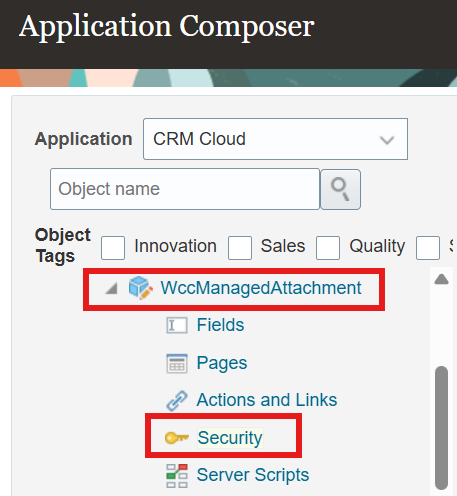 Application Composer
Application CRM Cloud
Object name
Object Tags Innovation Sales Quality S
WccManagedAttachment
Fields
Pages
Actions and Links
Security
Server Scripts